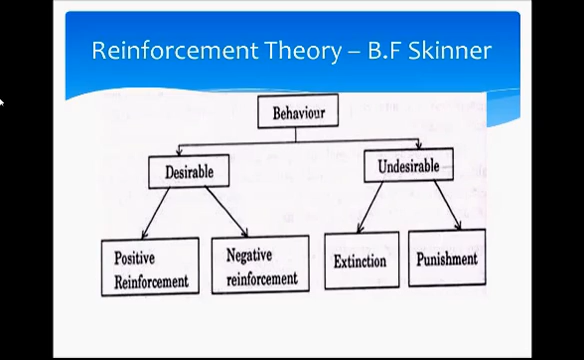 Reinforcement Theory – B.F Skinner
Behaviour
Desirable
Undesirable
Positive
Reinforcement
Negative
reinforcement
Extinction
Punishment